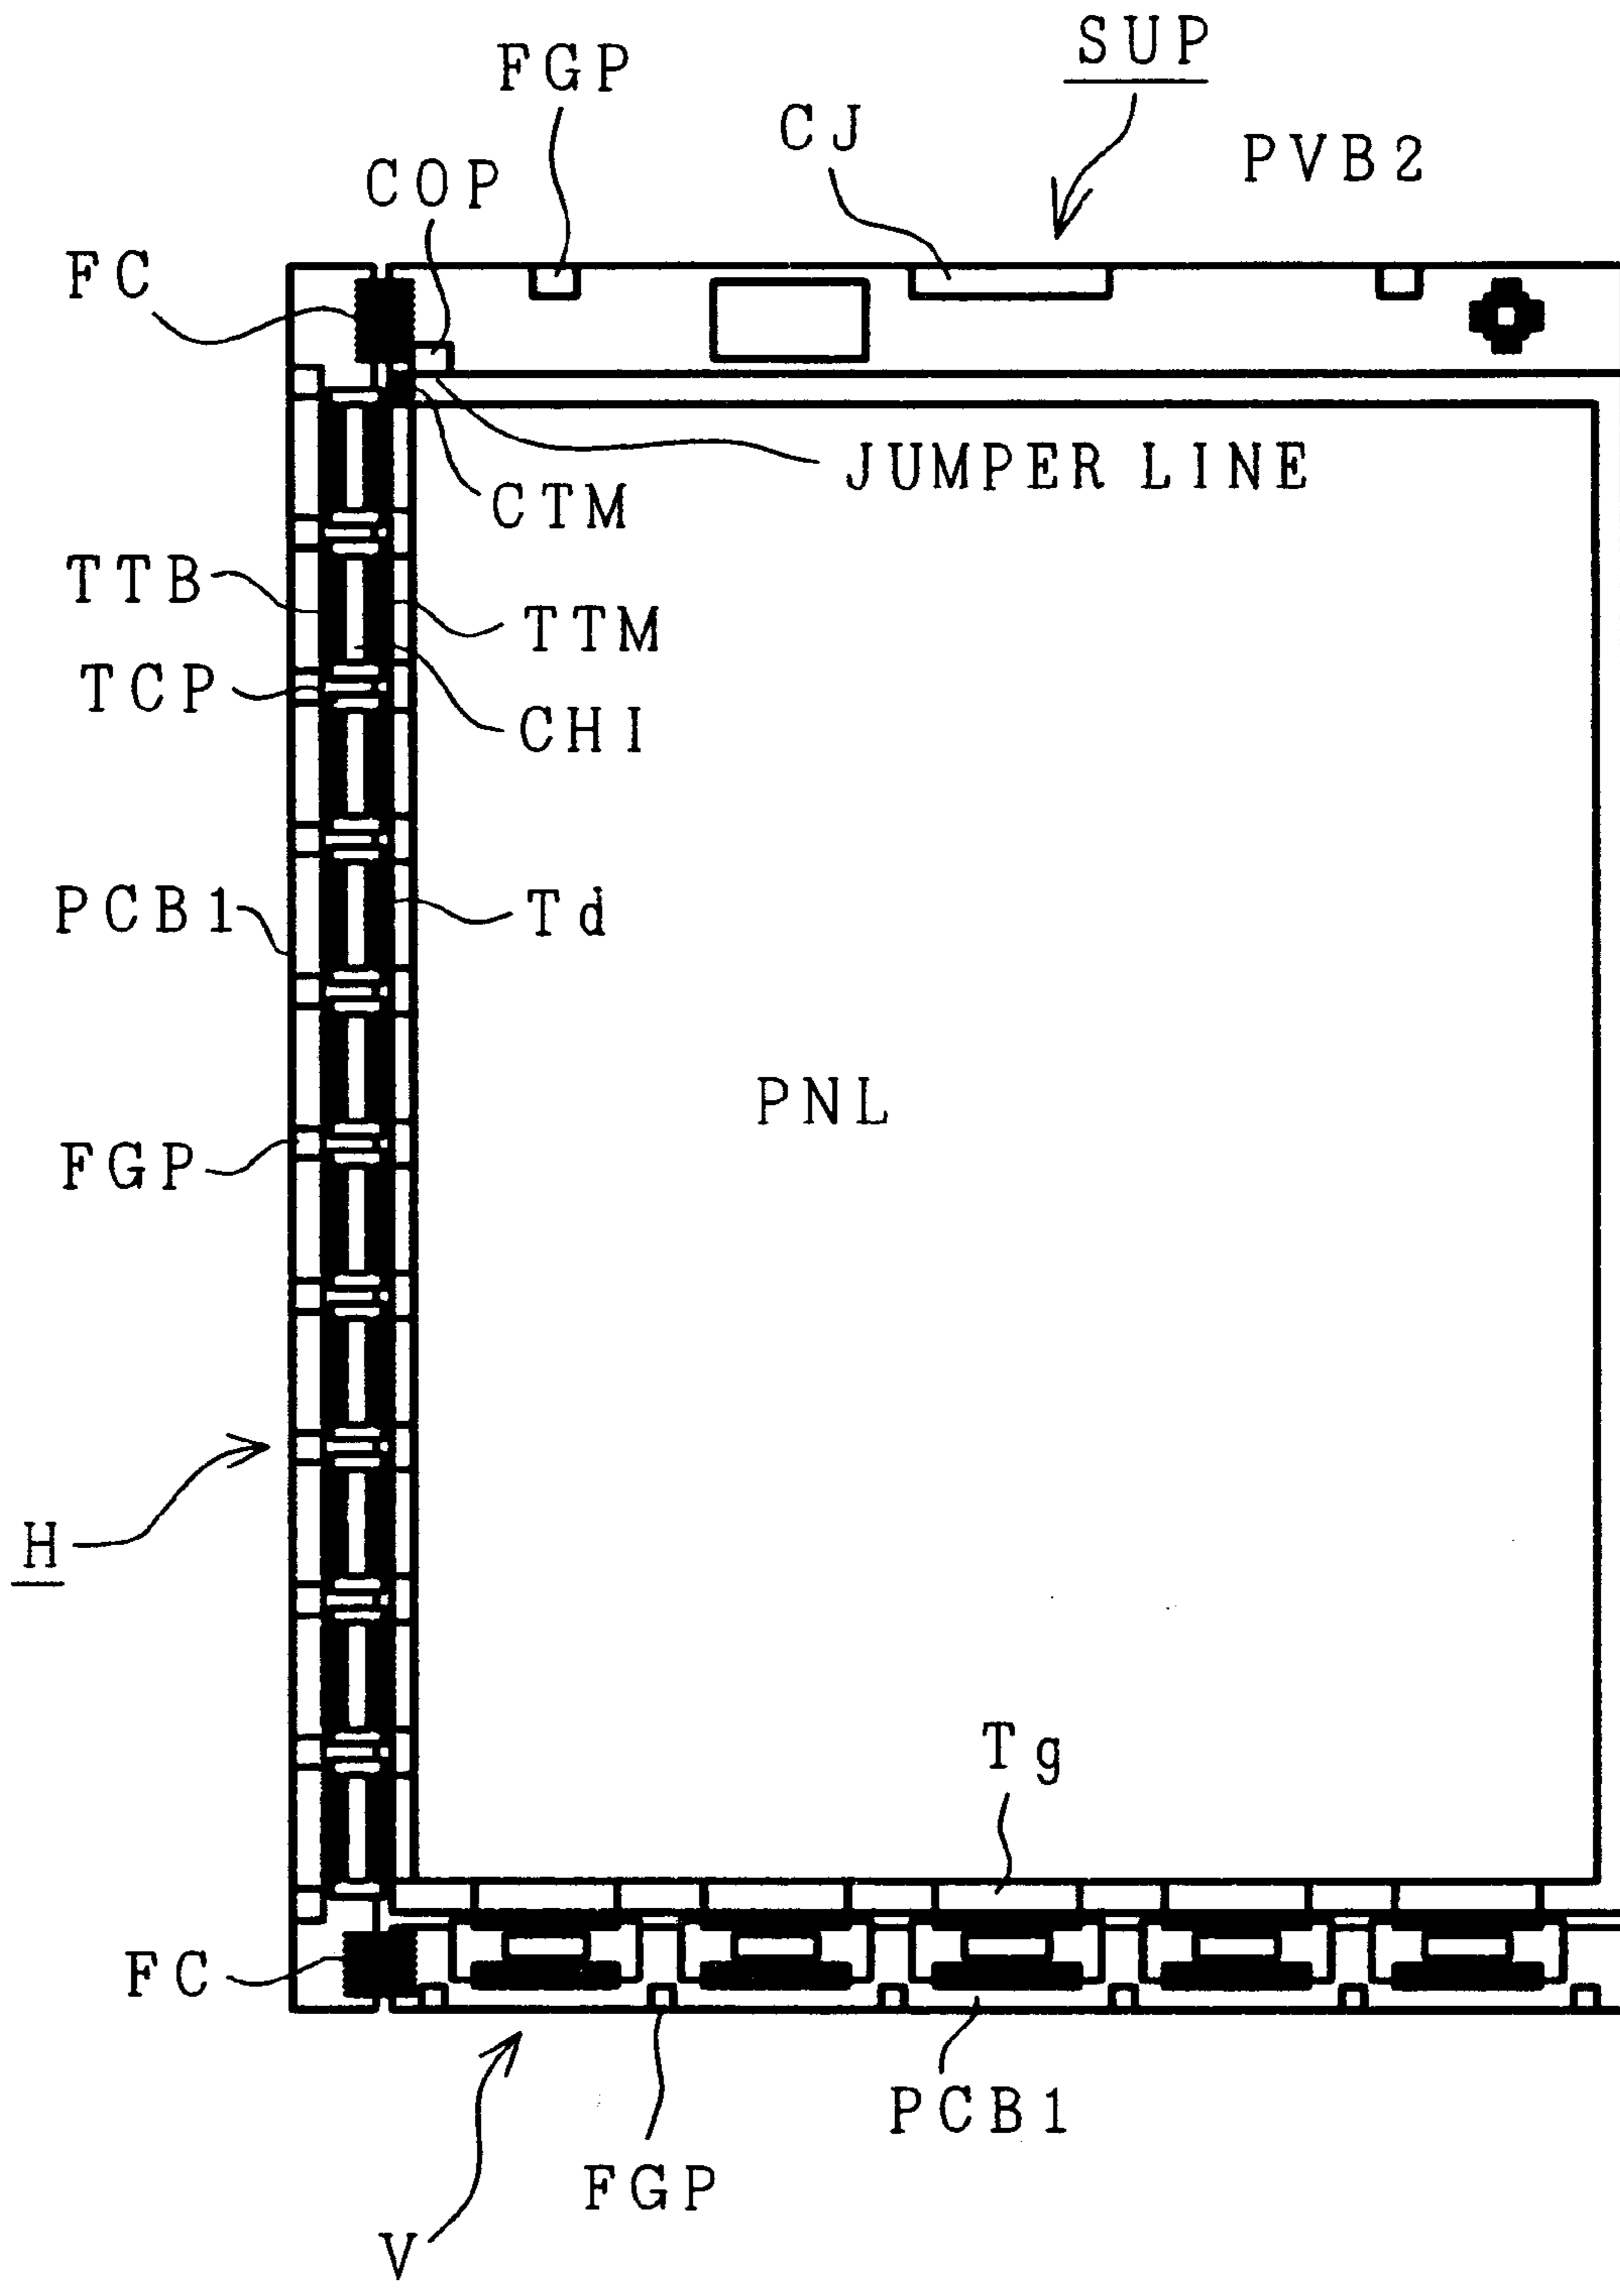 SUP
FGP
CJ
PVB2
COP
FC
JUMPER LINE
CTM
TTB
TTM
TCP
CHI
PCB1
Td
PNL
FGP
H
Tg
FC
PCB1
FGP
V